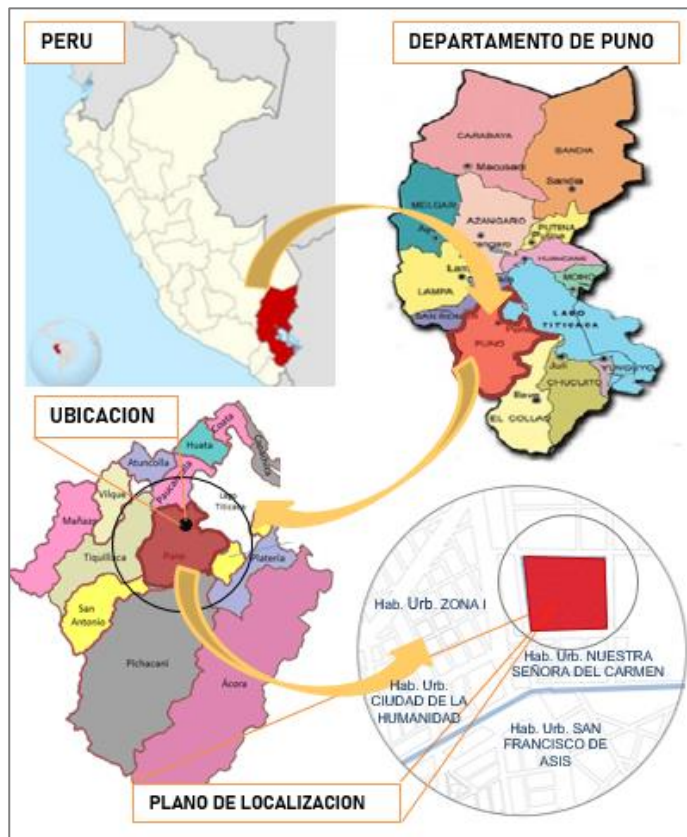 PERU
DEPARTAMENTO DE PUNO
CARABAYA
Macusani
SANDIA
Sandia
MELGAR
AZANGARO
PUTINA
HUANCANE
LAMPA
MOHO
SAN ROMAN
LAGO
TITICACA
PUNO
Juli
YUNGUYO
CHUCUITO
Ilave
EL COLLAO
UBICACION
Coata
Huata
Capachica
Atuncolla
Paucarcolla
Lago
Titicaca
Vilque
Mañazo
Tiquillaca
Puno
Platería
San
Antonio
Pichacani
Ácora
Hab. Urb. ZONA I
Hab. Urb. NUESTRA
SEÑORA DEL CARMEN
Hab. Urb.
CIUDAD DE LA
HUMANIDAD
Hab. Urb. SAN
FRANCISCO DE
ASIS
PLANO DE LOCALIZACION